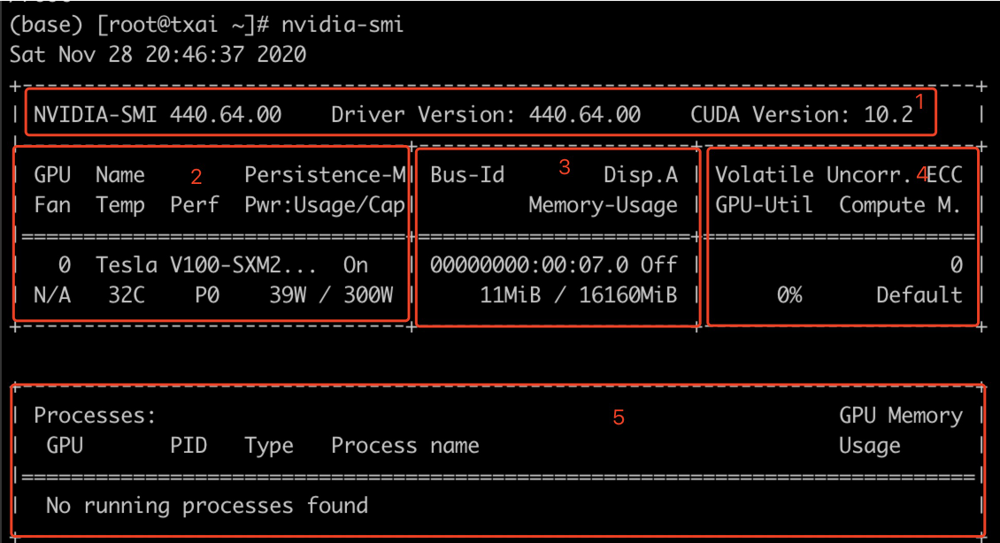 (base) [root@txai ~]# nvidia-smi
Sat Nov 28 20:46:37 2020
NVIDIA-SMI 440.64.00 Driver Version: 440.64.00 CUDA Version: 10.2 1
GPU Name 2 Persistence-M| Bus-Id 3 Disp.A | Volatile Uncorr. 4 ECC
Fan Temp Perf Pwr:Usage/Cap| Memory-Usage | GPU-Util Compute M.
0 Tesla V100-SXM2... On | 00000000:00:07.0 Off | 0
N/A 32C P0 39W / 300W | 11MiB / 16160MiB | 0% Default
Processes: 5 GPU Memory
GPU PID Type Process name Usage
No running processes found